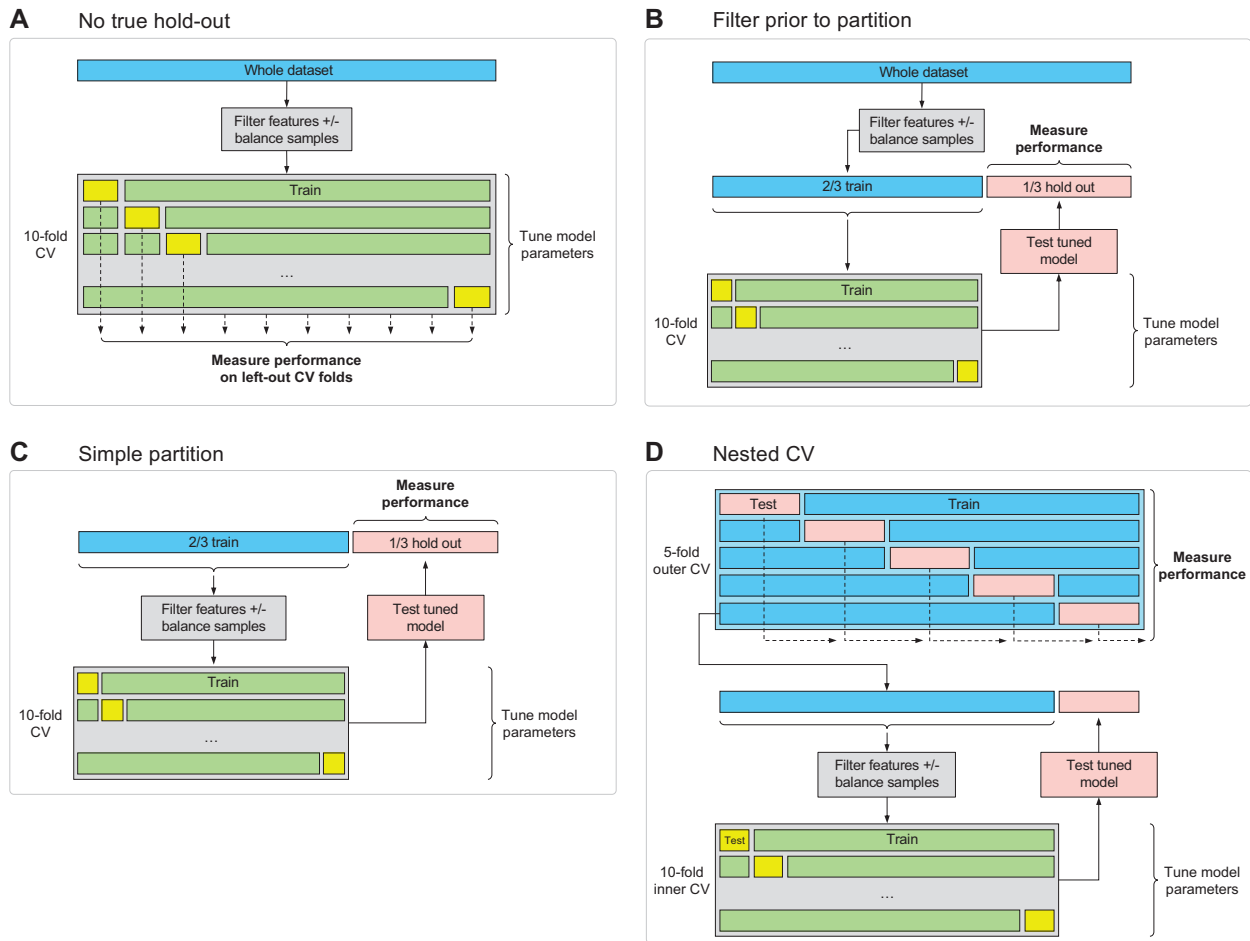 A No true hold-out
Whole dataset
Filter features +/-
balance samples
Train
10-fold
CV
...
Tune model
parameters
Measure performance
on left-out CV folds
B Filter prior to partition
Whole dataset
Filter features +/-
balance samples
Measure
performance
2/3 train
1/3 hold out
Test tuned
model
Train
10-fold
CV
...
Tune model
parameters
C Simple partition
Measure
performance
2/3 train
1/3 hold out
Filter features +/-
balance samples
Test tuned
model
Train
10-fold
CV
...
Tune model
parameters
D Nested CV
Test
Train
5-fold
outer CV
Measure
performance
Filter features +/-
balance samples
Test tuned
model
Test
Train
10-fold
inner CV
...
Tune model
parameters